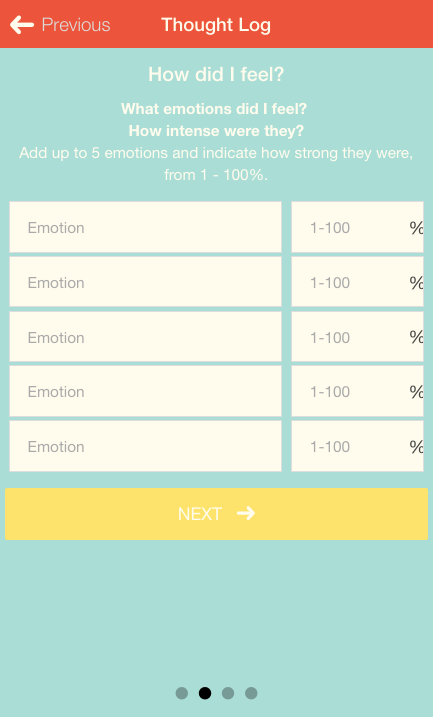 Previous
Thought Log
How did I feel?
What emotions did I feel?
How intense were they?
Add up to 5 emotions and indicate how strong they were,
from 1 - 100%.
Emotion 1-100 %
Emotion 1-100 %
Emotion 1-100 %
Emotion 1-100 %
Emotion 1-100 %
NEXT